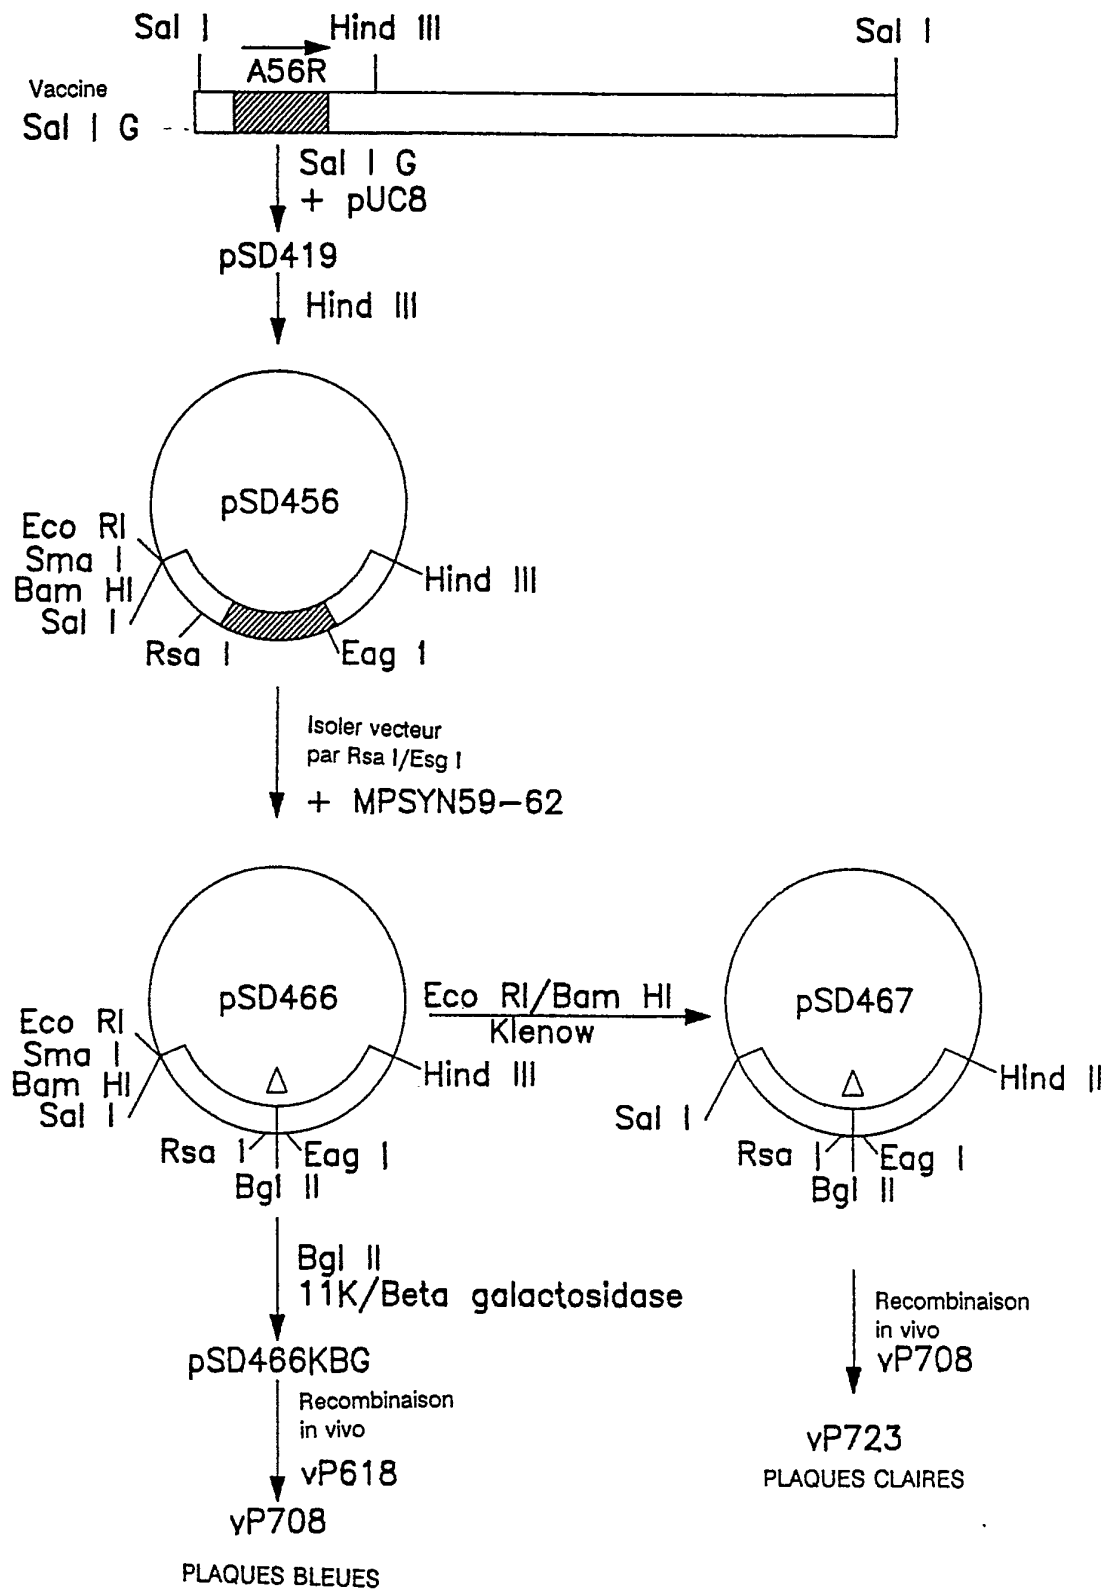 Sal I
Hind III
Sal I
A56R
Vaccine
Sal I G
Sal I G
+ pUC8
pSD419
Hind III
pSD456
Eco RI
Sma I
Bam HI
Sal I
Hind III
Rsa I
Eag I
Isoler vecteur
par Rsa I/Esg I
+ MPSYN59-62
pSD466
Eco RI/Bam HI
Klenow
pSD467
Eco RI
Sma I
Bam HI
Sal I
Hind III
Rsa I
Eag I
Bgl II
Sal I
Hind II
Rsa I
Eag I
Bgl II
Bgl II
11K/Beta galactosidase
pSD466KBG
Recombinaison
in vivo
vP618
vP708
PLAQUES BLEUES
Recombinaison
in vivo
vP708
vP723
PLAQUES CLAIRES